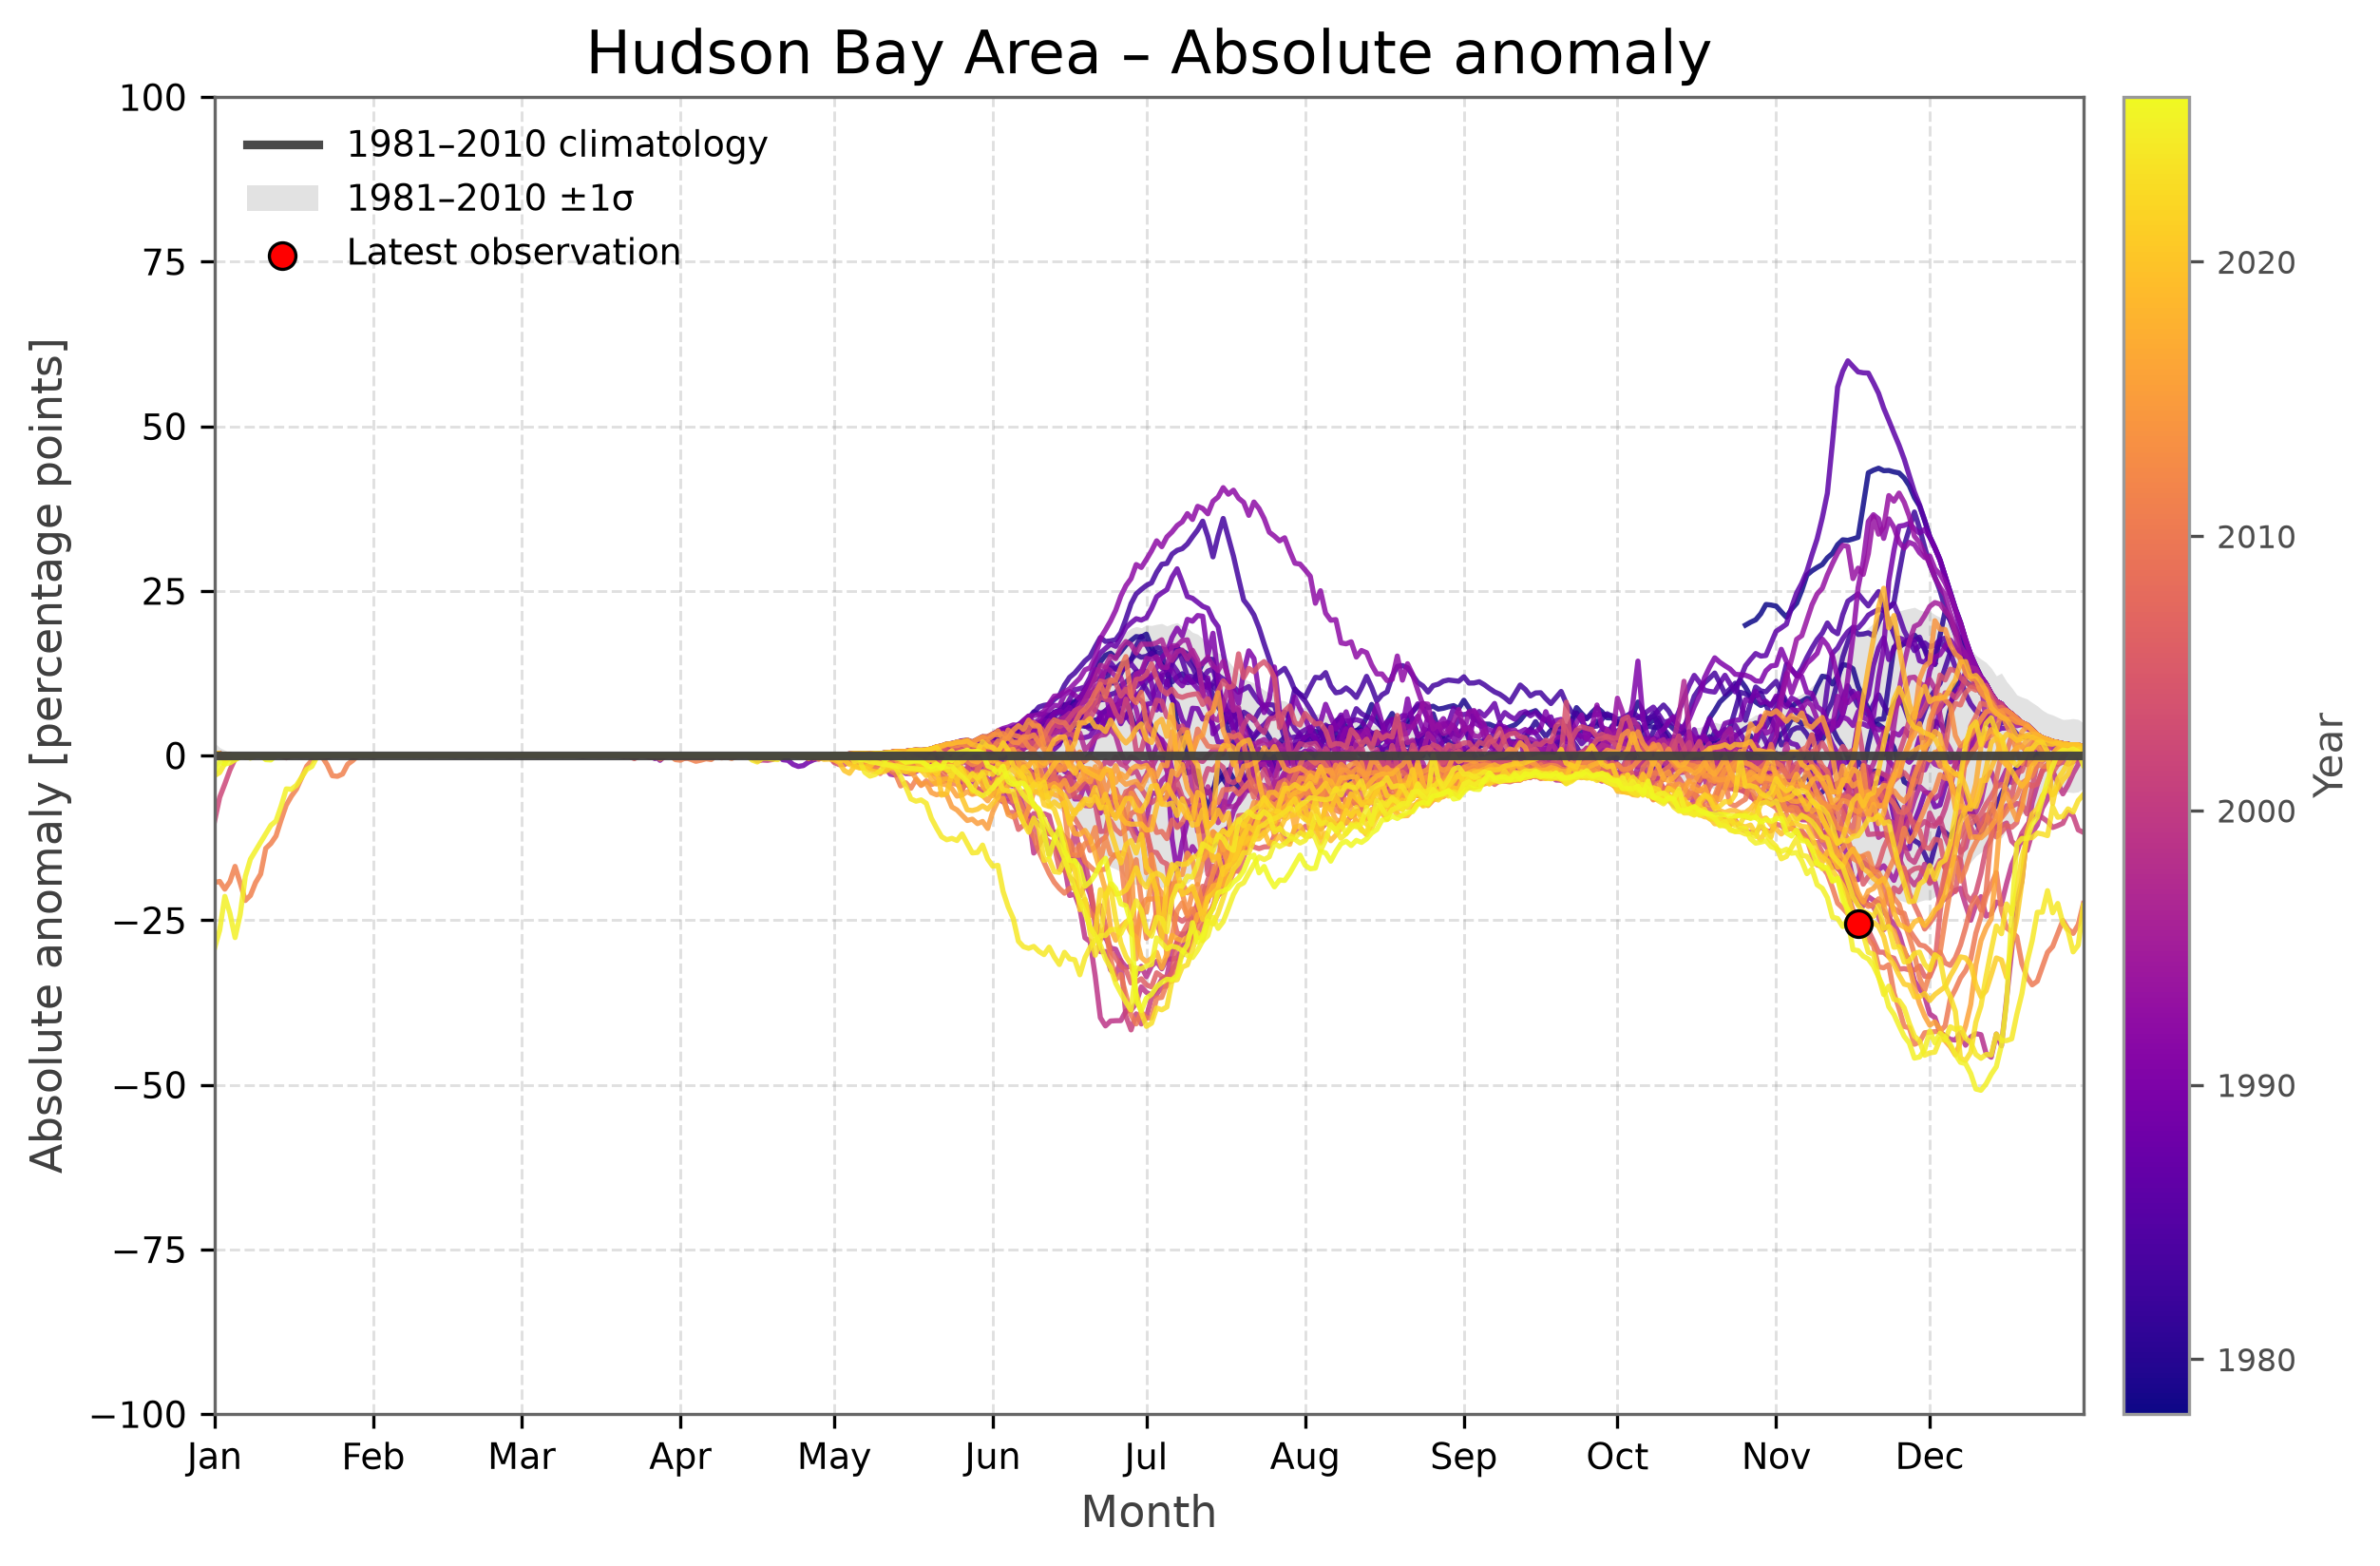 Hudson Bay Area – Absolute anomaly
1981–2010 climatology
1981–2010 ±1σ
Latest observation
Absolute anomaly [percentage points]
100
75
50
25
0
−25
−50
−75
−100
Jan Feb Mar Apr May Jun Jul Aug Sep Oct Nov Dec
Month
2020
2010
2000
1990
1980
Year